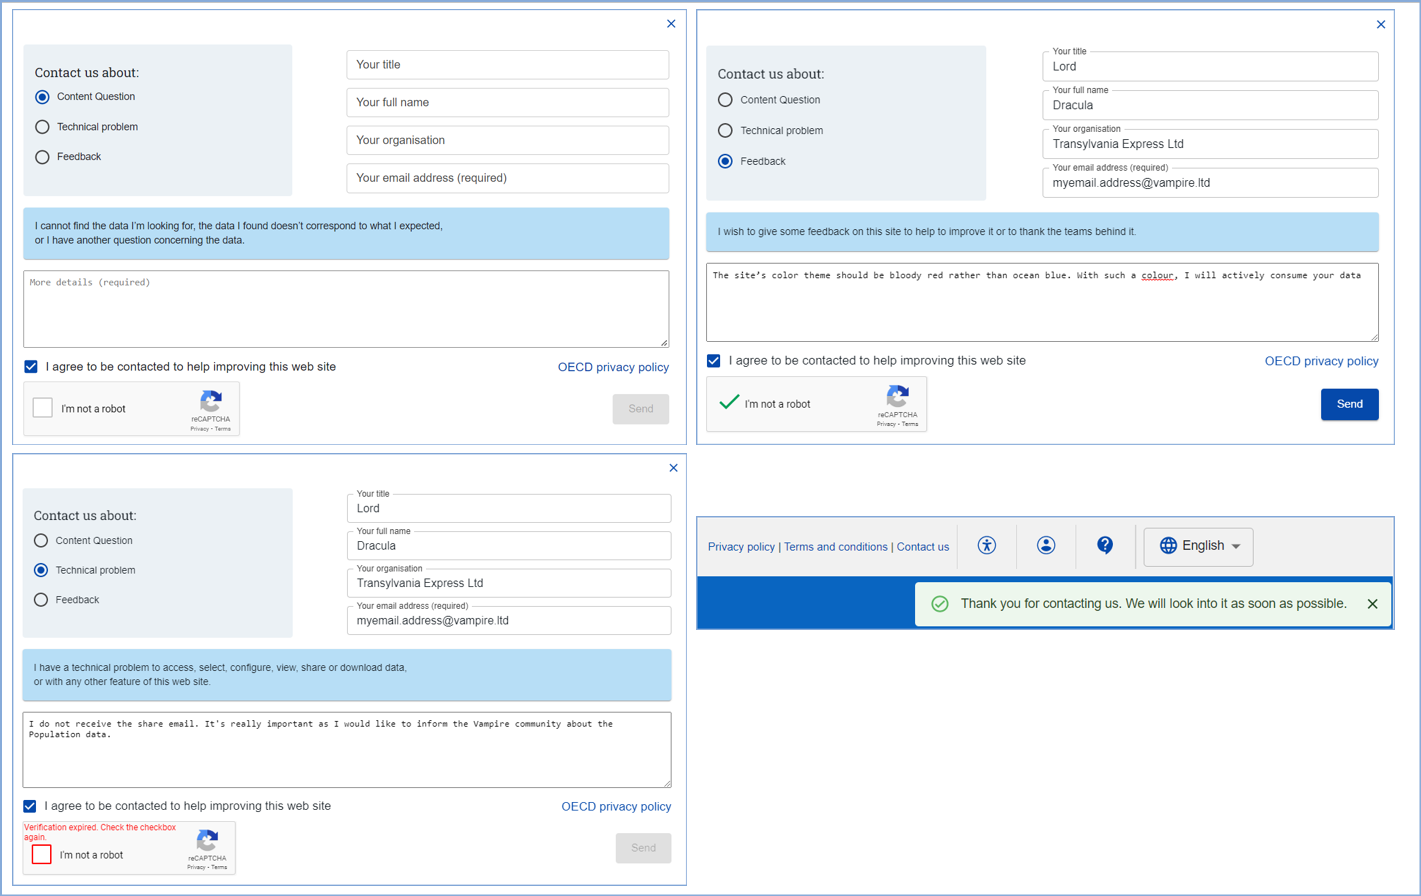 Contact us about:
Content Question
Technical problem
Feedback
Your title
Your full name
Your organisation
Your email address (required)
I cannot find the data I'm looking for, the data I found doesn't correspond to what I expected,
or I have another question concerning the data.
More details (required)
I agree to be contacted to help improving this web site
OECD privacy policy
I'm not a robot
reCAPTCHA
Privacy - Terms
Send
Contact us about:
Content Question
Technical problem
Feedback
Your title
Lord
Your full name
Dracula
Your organisation
Transylvania Express Ltd
Your email address (required)
myemail.address@vampire.ltd
I wish to give some feedback on this site to help to improve it or to thank the teams behind it.
The site's color theme should be bloody red rather than ocean blue. With such a colour, I will actively consume your data
I agree to be contacted to help improving this web site
OECD privacy policy
I'm not a robot
reCAPTCHA
Privacy - Terms
Send
Contact us about:
Content Question
Technical problem
Feedback
Your title
Lord
Your full name
Dracula
Your organisation
Transylvania Express Ltd
Your email address (required)
myemail.address@vampire.ltd
I have a technical problem to access, select, configure, view, share or download data,
or with any other feature of this web site.
I do not receive the share email. It's really important as I would like to inform the Vampire community about the
Population data.
I agree to be contacted to help improving this web site
OECD privacy policy
Verification expired. Check the checkbox
again.
I'm not a robot
reCAPTCHA
Privacy - Terms
Send
Privacy policy | Terms and conditions | Contact us
English
Thank you for contacting us. We will look into it as soon as possible.